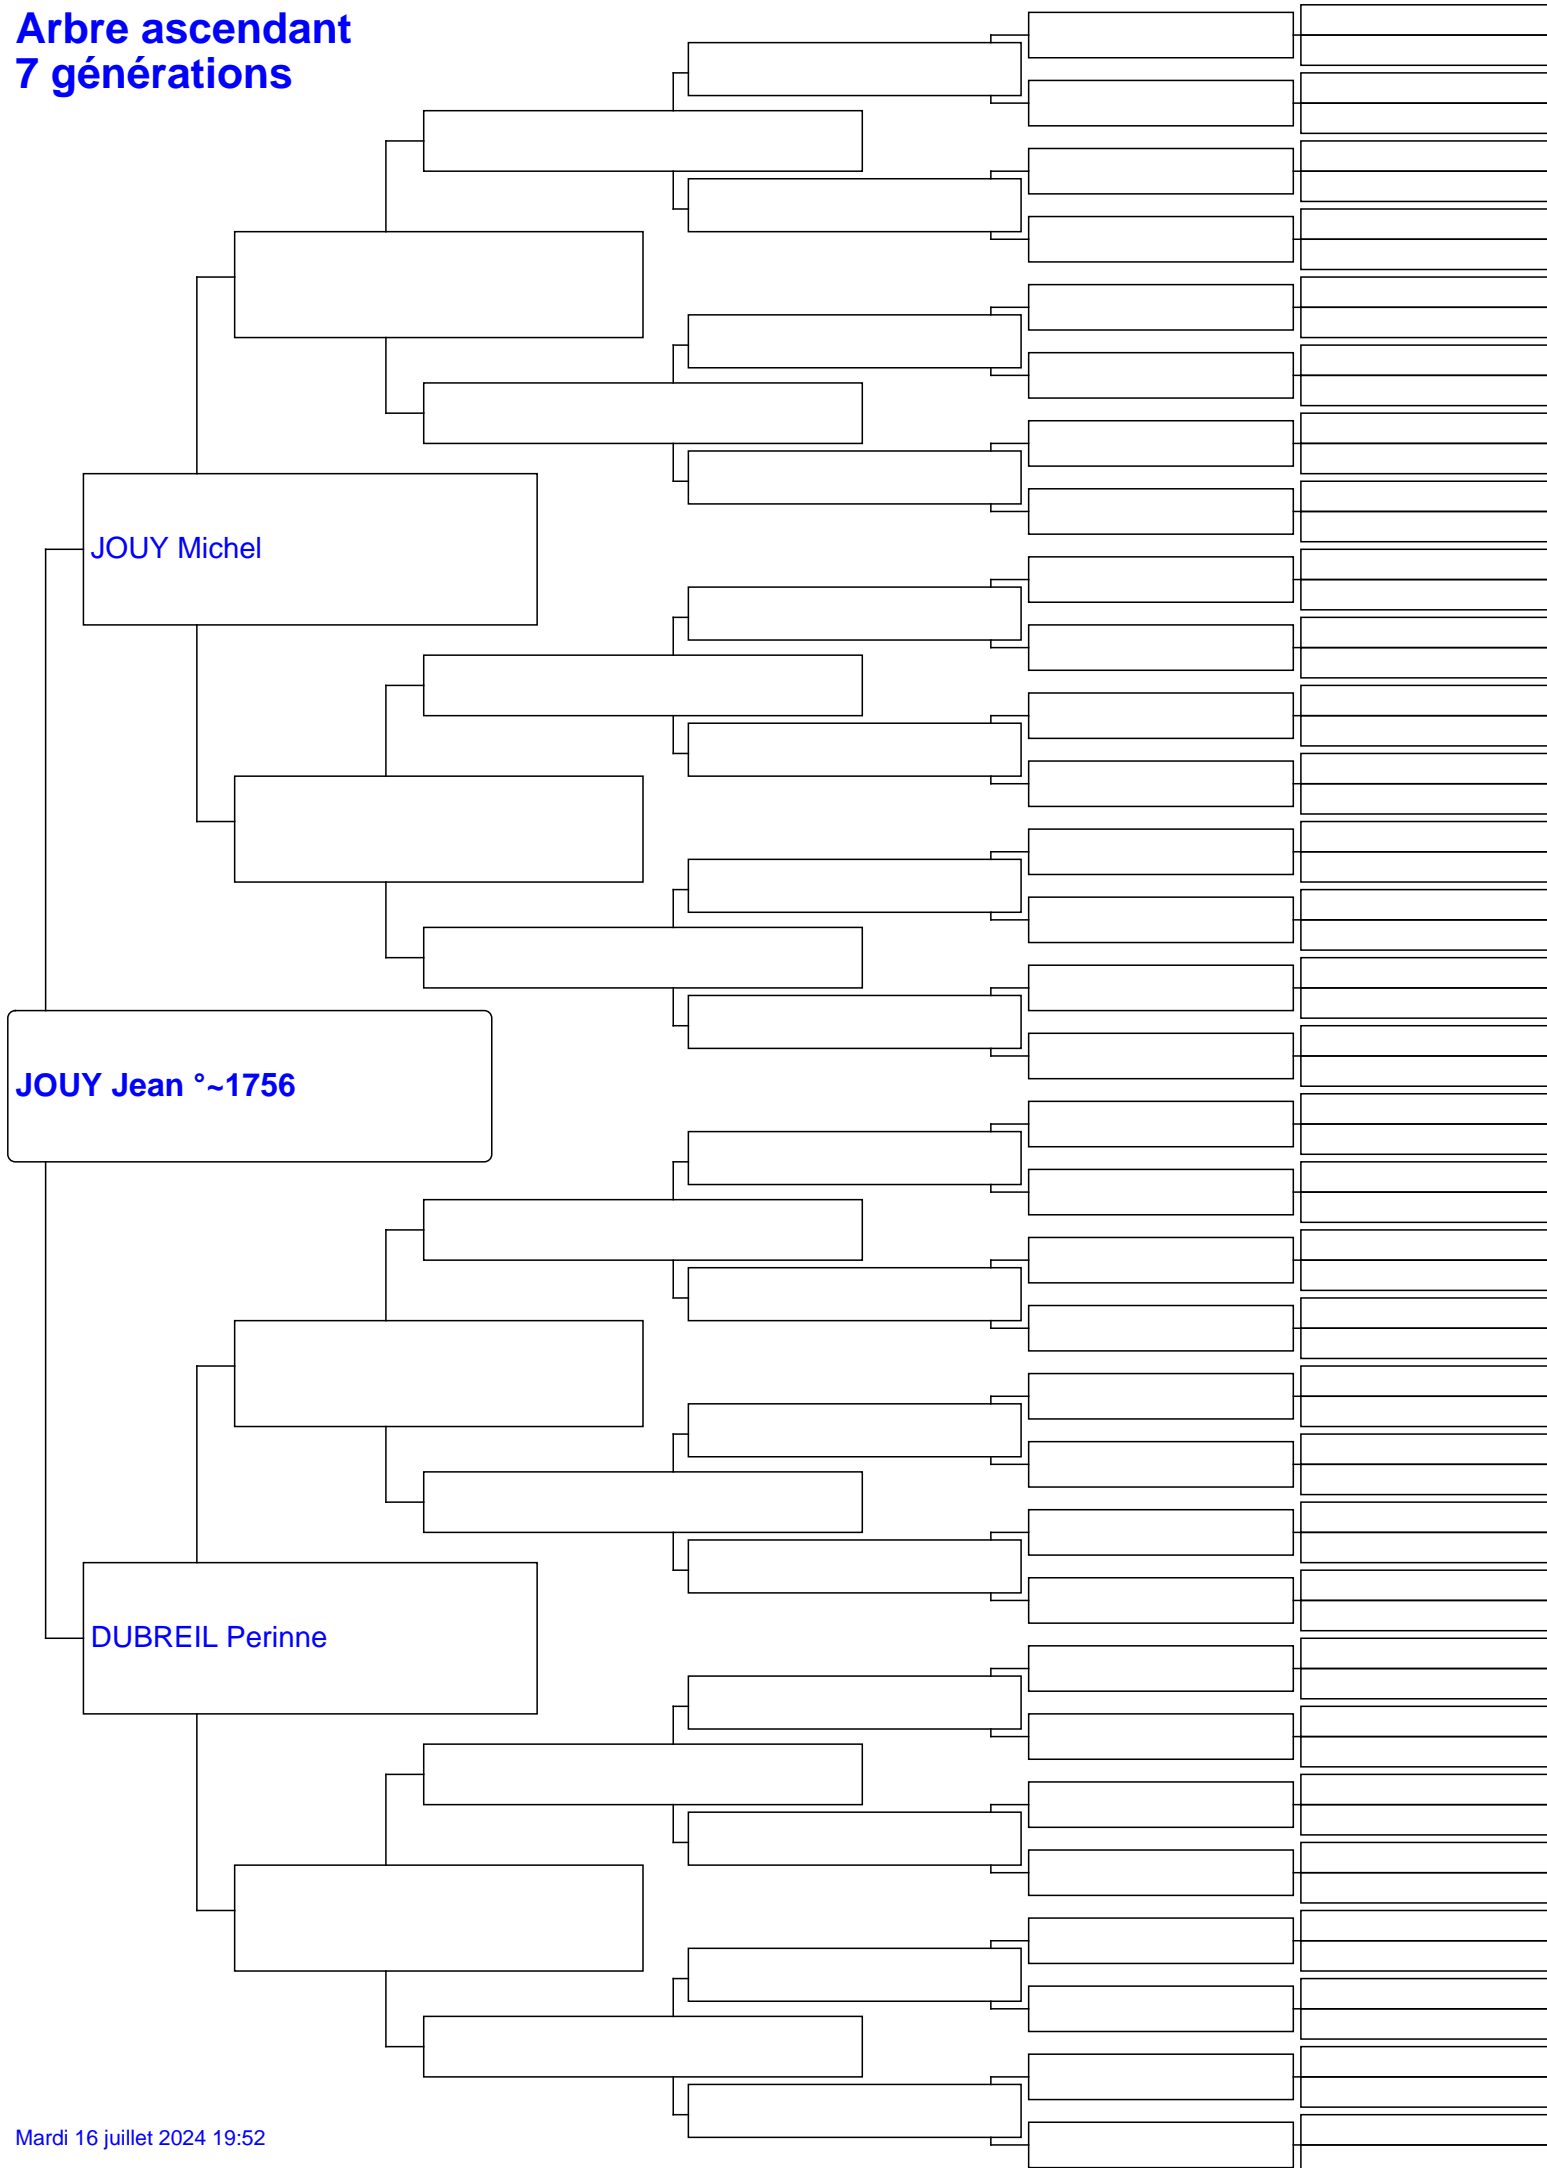 Arbre ascendant
7 générations
JOUY Michel
JOUY Jean °~1756
DUBREIL Perinne
Mardi 16 juillet 2024 19:52